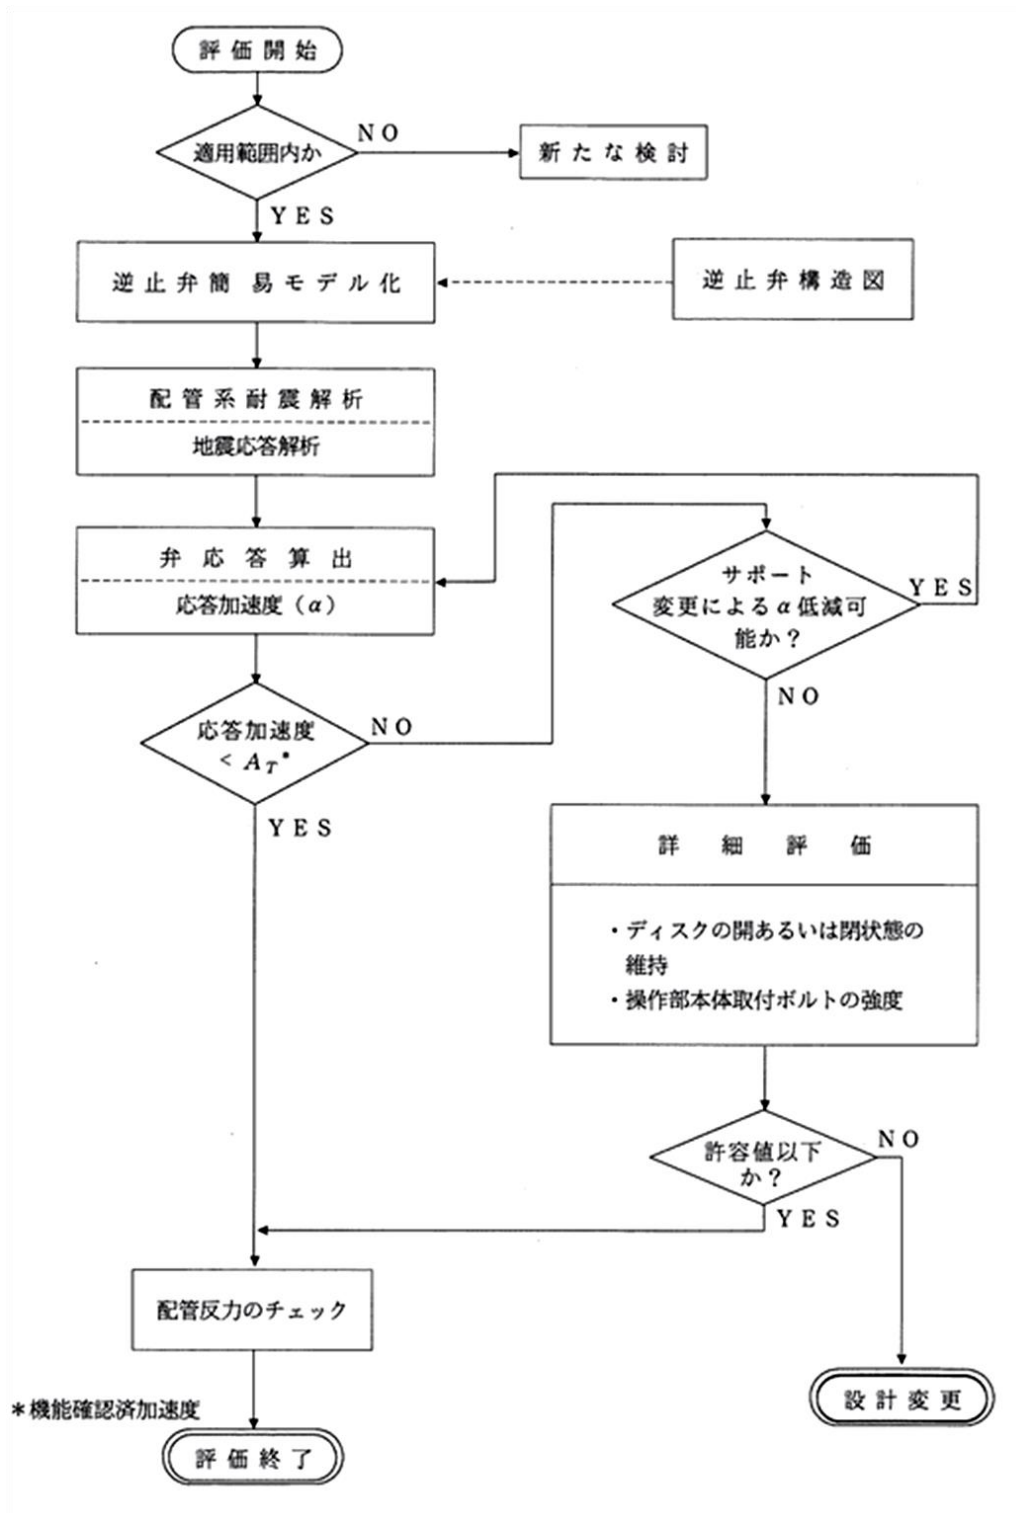 評価開始
適用範囲内か
NO
新たな検討
YES
逆止弁簡易モデル化
逆止弁構造図
配管系耐震解析
地震応答解析
弁応答算出
応答加速度(α)
サポート
変更によるα低減可
能か?
YES
NO
応答加速度
< A_T*
NO
YES
詳細評価
・ディスクの開あるいは閉状態の
維持
・操作部本体取付ボルトの強度
許容値以下
か?
NO
YES
配管反力のチェック
設計変更
*機能確認済加速度
評価終了